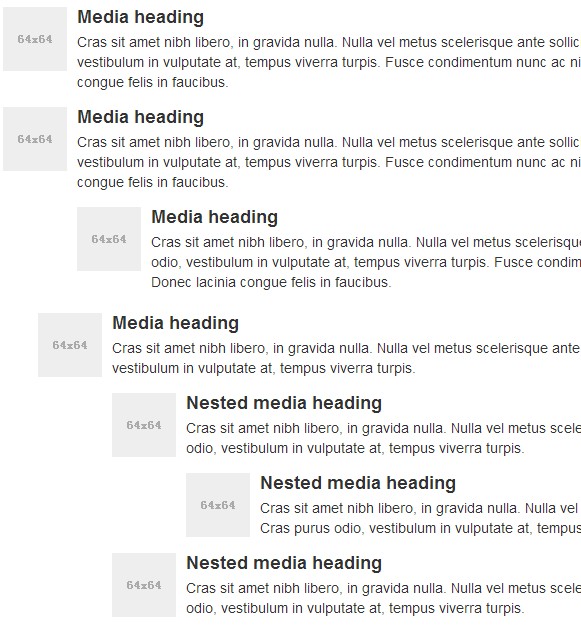 64x64
Media heading
Cras sit amet nibh libero, in gravida nulla. Nulla vel metus scelerisque ante
vestibulum in vulputate at, tempus viverra turpis. Fusce condimentum nunc ac
congue felis in faucibus.
64x64
Media heading
Cras sit amet nibh libero, in gravida nulla. Nulla vel metus scelerisque ante
vestibulum in vulputate at, tempus viverra turpis. Fusce condimentum nunc ac
congue felis in faucibus.
64x64
Media heading
Cras sit amet nibh libero, in gravida nulla. Nulla vel metus
odio, vestibulum in vulputate at, tempus viverra turpis. Fusce
Donec lacinia congue felis in faucibus.
64x64
Media heading
Cras sit amet nibh libero, in gravida nulla. Nulla vel metus scelerisque ante
vestibulum in vulputate at, tempus viverra turpis.
64x64
Nested media heading
Cras sit amet nibh libero, in gravida nulla. Nulla vel metus
odio, vestibulum in vulputate at, tempus viverra turpis.
64x64
Nested media heading
Cras sit amet nibh libero, in gravida nulla. Nulla vel
Cras purus odio, vestibulum in vulputate at, tempus
64x64
Nested media heading
Cras sit amet nibh libero, in gravida nulla. Nulla vel metus
odio, vestibulum in vulputate at, tempus viverra turpis.